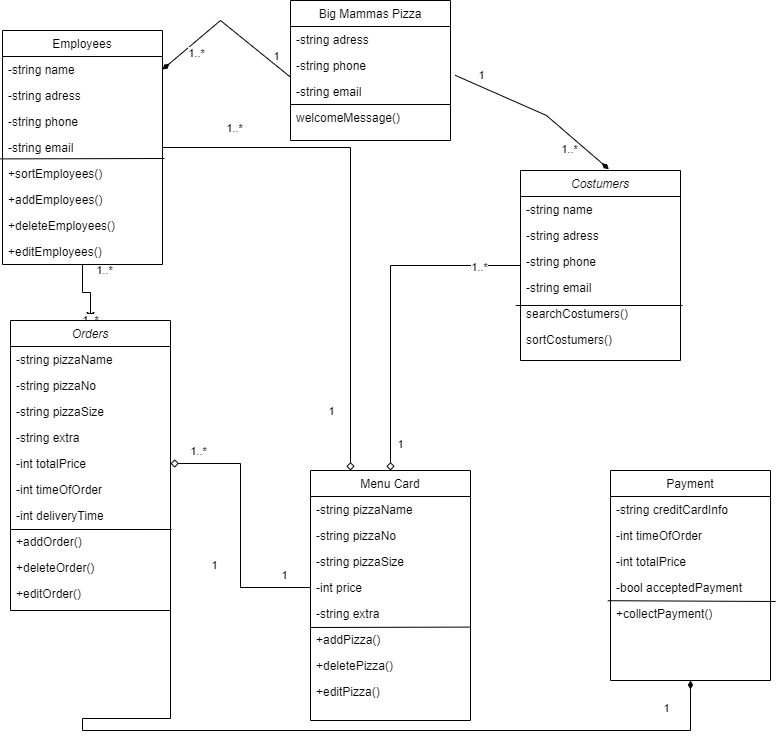 Big Mammas Pizza
-string adress
-string phone
-string email
welcomeMessage()
Employees
-string name
-string adress
-string phone
-string email
+sortEmployees()
+addEmployees()
+deleteEmployees()
+editEmployees()
1..*
1
1
1..*
1..*
Costumers
-string name
-string adress
-string phone
-string email
searchCostumers()
sortCostumers()
1..*
1..*
1..*
Orders
-string pizzaName
-string pizzaNo
-string pizzaSize
-string extra
-int totalPrice
-int timeOfOrder
-int deliveryTime
+addOrder()
+deleteOrder()
+editOrder()
1
1
1..*
1
1
Menu Card
-string pizzaName
-string pizzaNo
-string pizzaSize
-int price
-string extra
+addPizza()
+deletePizza()
+editPizza()
Payment
-string creditCardInfo
-int timeOfOrder
-int totalPrice
-bool acceptedPayment
+collectPayment()
1